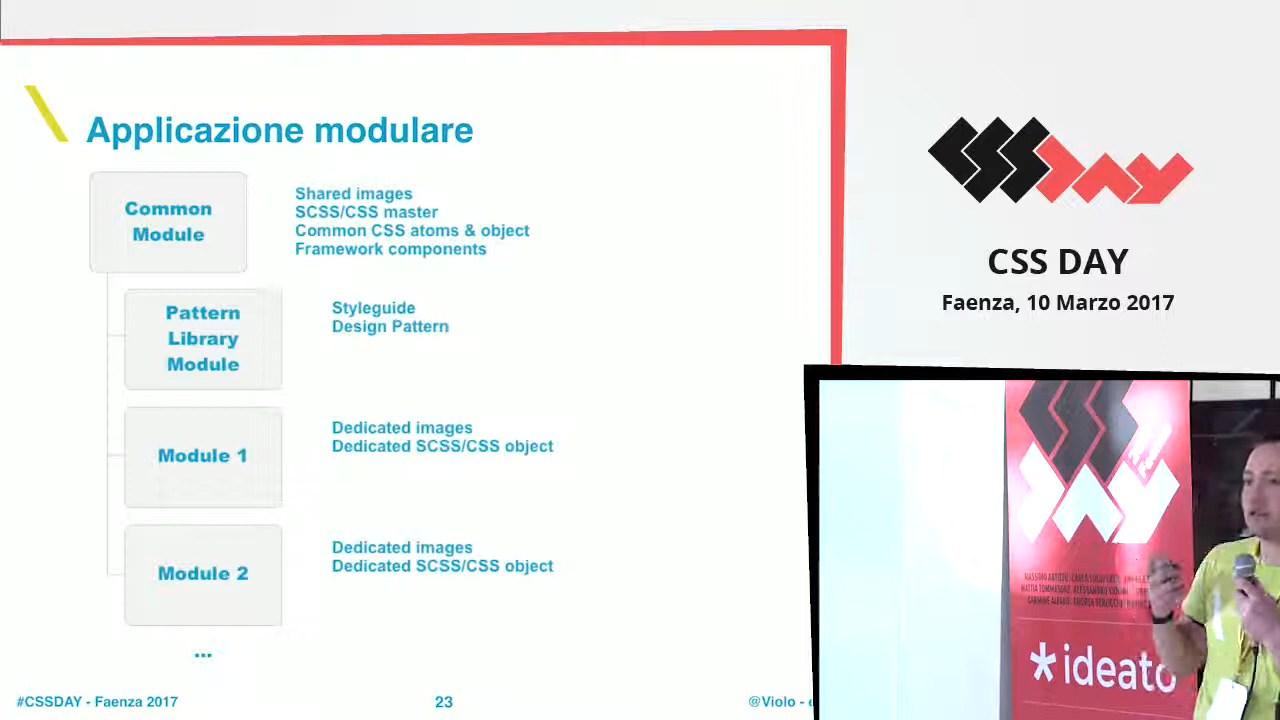 Applicazione modulare
Common
Module
Shared images
SCSS/CSS master
Common CSS atoms & object
Framework components
Pattern
Library
Module
Styleguide
Design Pattern
Module 1
Dedicated images
Dedicated SCSS/CSS object
Module 2
Dedicated images
Dedicated SCSS/CSS object
...
#CSSDAY - Faenza 2017
23
@Violo -
CSS DAY
Faenza, 10 Marzo 2017
*ideato